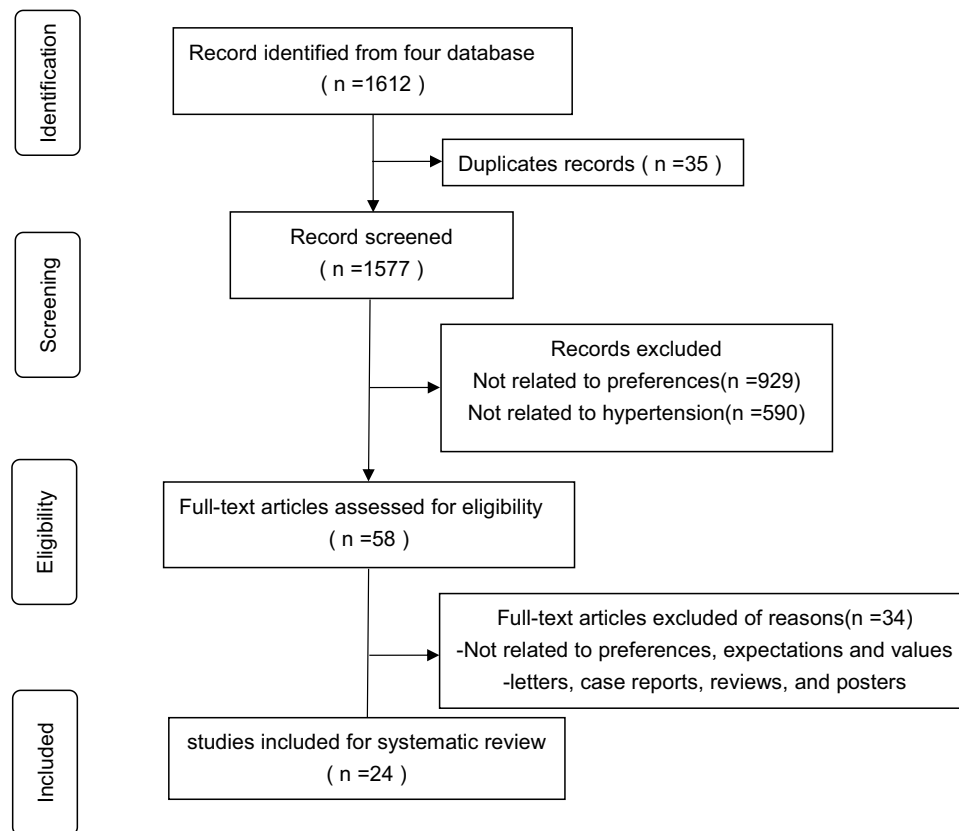 Identification
Record identified from four database
( n =1612 )
Duplicates records ( n =35 )
Screening
Record screened
( n =1577 )
Records excluded
Not related to preferences(n =929)
Not related to hypertension(n =590)
Eligibility
Full-text articles assessed for eligibility
( n =58 )
Full-text articles excluded of reasons(n =34)
-Not related to preferences, expectations and values
-letters, case reports, reviews, and posters
Included
studies included for systematic review
( n =24 )